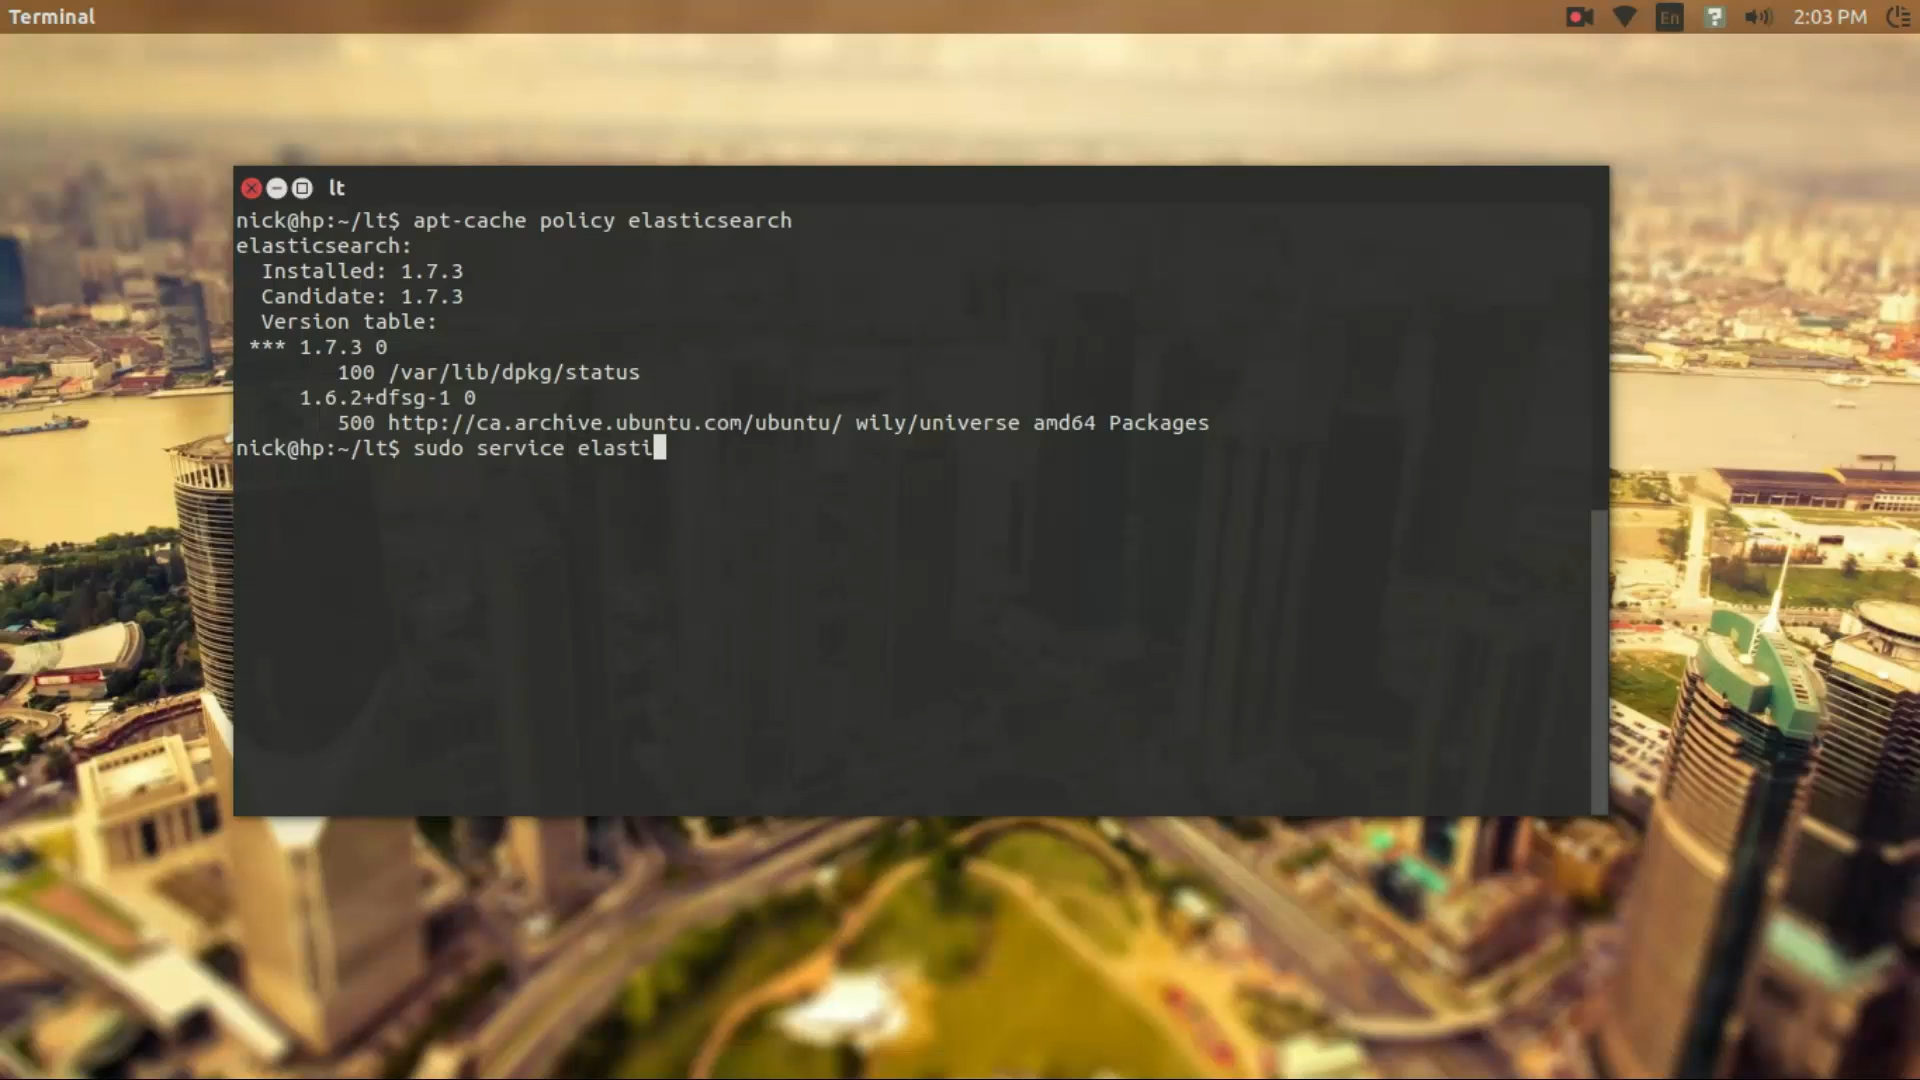 Terminal
En
2:03 PM
lt
nick@hp:~/lt$ apt-cache policy elasticsearch
elasticsearch:
  Installed: 1.7.3
  Candidate: 1.7.3
  Version table:
 *** 1.7.3 0
        100 /var/lib/dpkg/status
     1.6.2+dfsg-1 0
        500 http://ca.archive.ubuntu.com/ubuntu/ wily/universe amd64 Packages
nick@hp:~/lt$ sudo service elasti